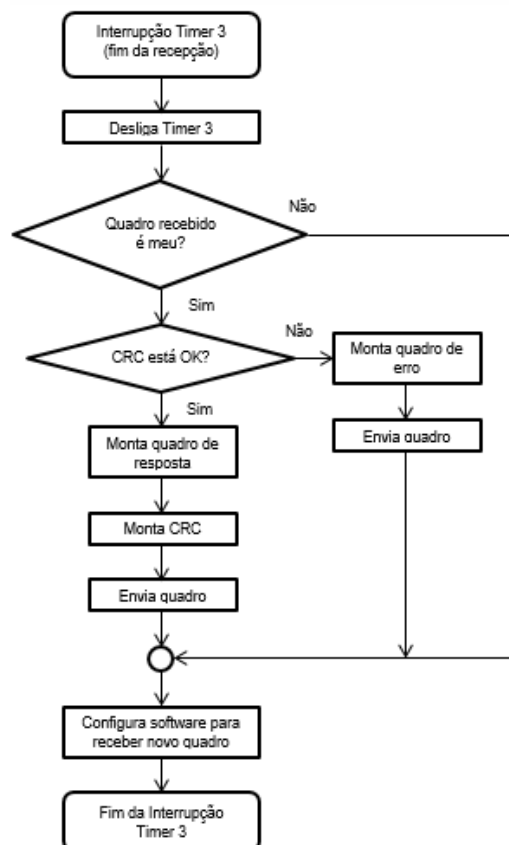 Interrupção Timer 3
(fim da recepção)
Desliga Timer 3
Quadro recebido
é meu?
Não
Sim
CRC está OK?
Não
Monta quadro de
erro
Sim
Envia quadro
Monta quadro de
resposta
Monta CRC
Envia quadro
Configura software para
receber novo quadro
Fim da Interrupção
Timer 3